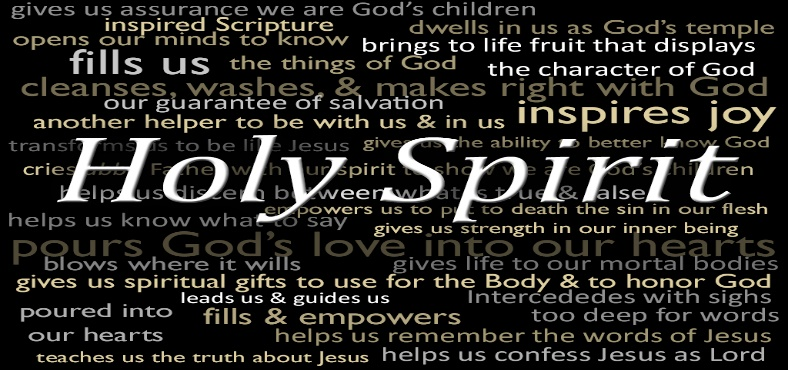 gives us assurance we are God's children
inspired Scripture
dwells in us as God's temple
opens our minds to know
brings to life fruit that displays
fills us
the things of God
the character of God
cleanses, washes, & makes right with God
our guarantee of salvation
inspires joy
another helper to be with us & in us
transforms us to be like Jesus
gives us the ability to better know God
Holy Spirit
cries Abba Father with our spirit to show we are God's children
helps us discern between what is true & false
empowers us to put to death the sin in our flesh
helps us know what to say
gives us strength in our inner being
pours God's love into our hearts
blows where it wills
gives life to our mortal bodies
gives us spiritual gifts to use for the Body & to honor God
leads us & guides us
Intercededes with sighs
poured into
fills & empowers
too deep for words
our hearts
helps us remember the words of Jesus
teaches us the truth about Jesus
helps us confess Jesus as Lord